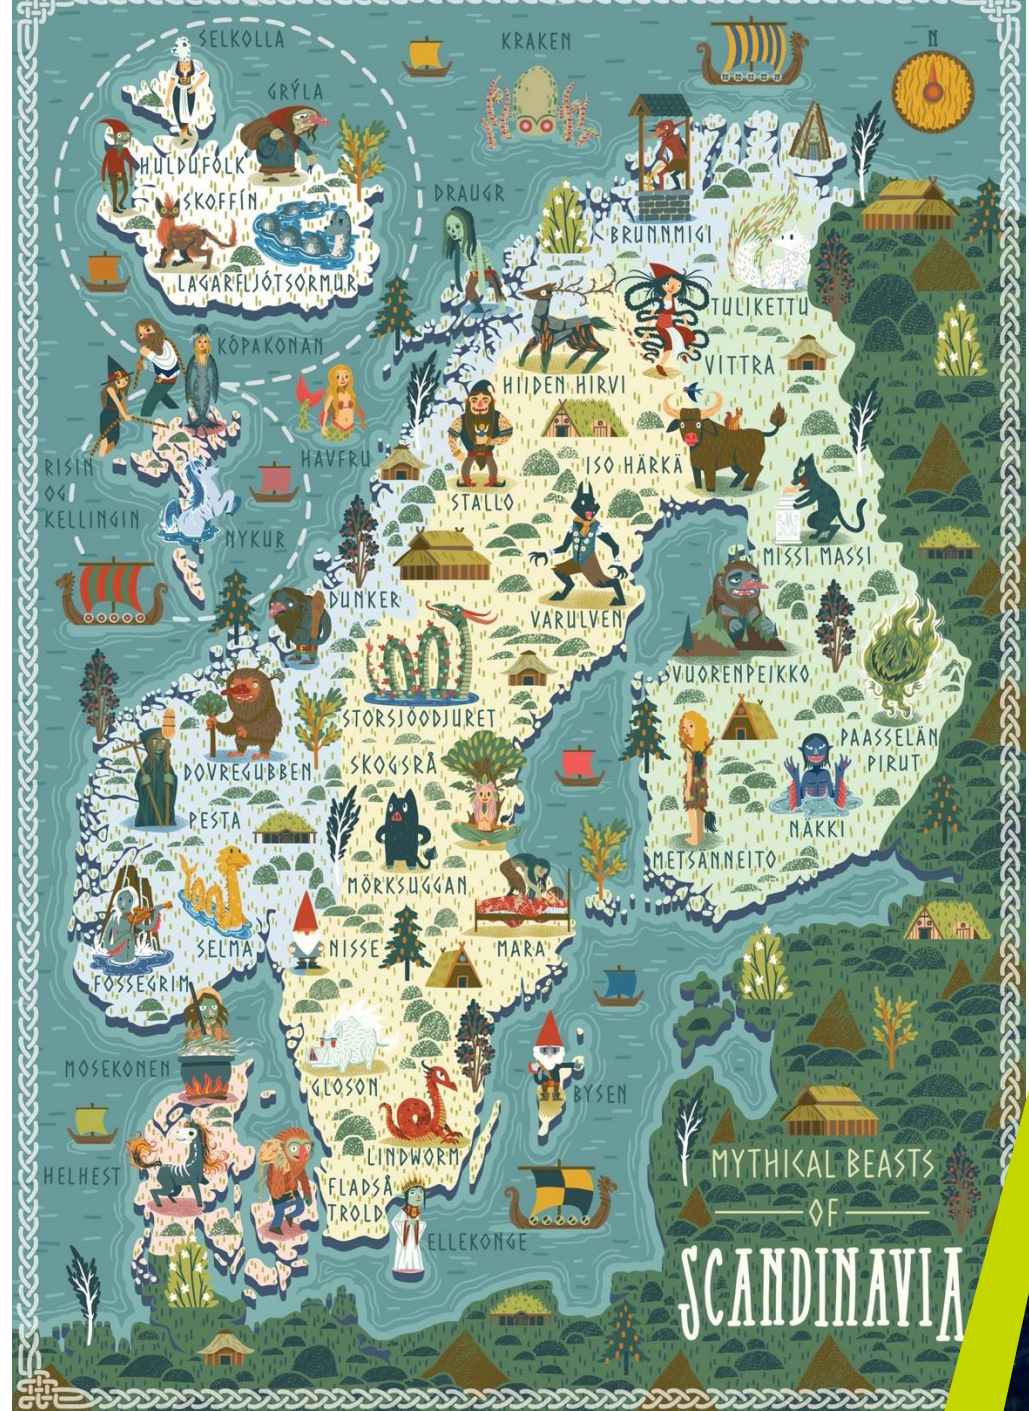 SELKOLLA
KRAKEN
N
GRÝLA
HULDUFÓLK
SKOFFÍN
LAGARFLJÓTSORMUR
DRAUGR
BRUNNMIGI
TULIKETTU
KÓPAKONAN
VITTRA
HIIDEN HIRVI
RISIN
OG
KELLINGIN
HAVFRU
ISO HÄRKÄ
STALLO
NYKUR
MISSI MASSI
DUNKER
VARULVEN
VUORENPEIKKO
STORSJÖODJURET
PAASSELÄN
PIRUT
DOVREGUBBEN
SKOGSRÅ
PESTA
NÄKKI
METSÄNNEITO
MÖRKSUGGAN
SELMA
NISSE
MARA
FOSSEGRIM
MOSEKONEN
GLOSON
BYSEN
LINDWORM
HELHEST
FLADSÅ
TROLD
ELLEKONGE
MYTHICAL BEASTS
OF
SCANDINAVIA